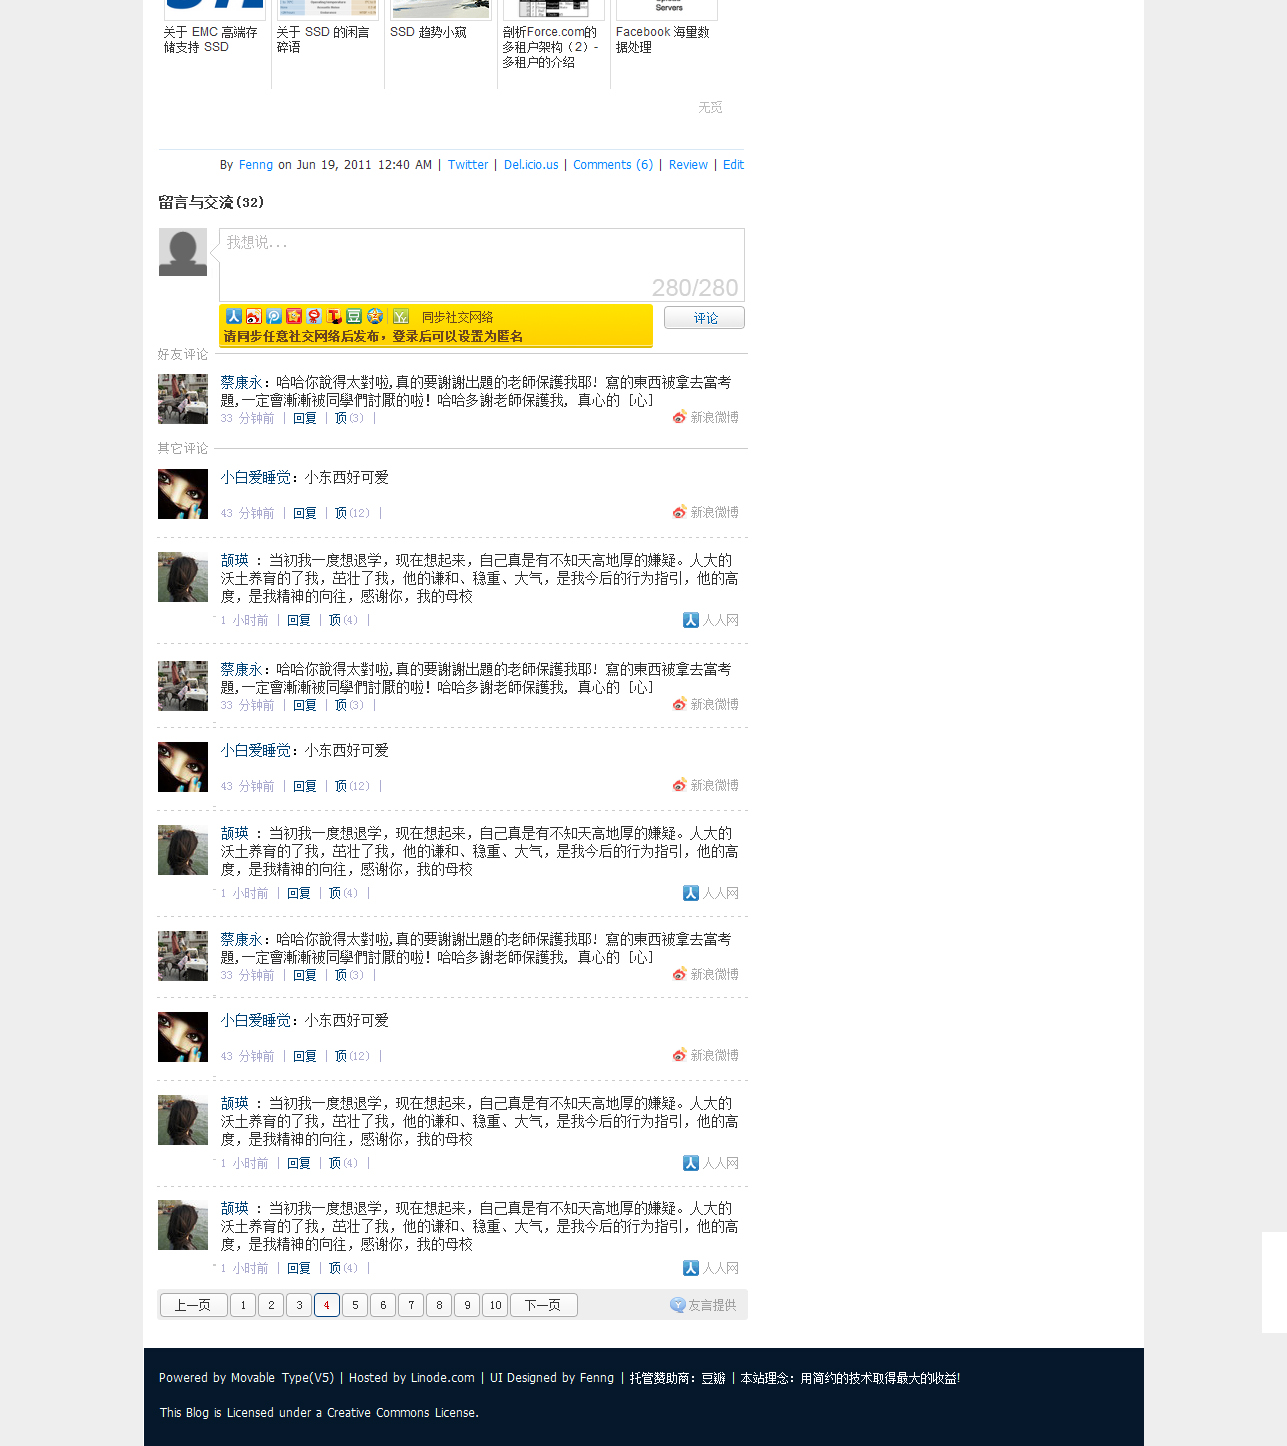 关于 EMC 高端存
储支持 SSD
关于 SSD 的闲言
碎语
SSD 趋势小窥
剖析Force.com的
多租户架构（2）-
多租户的介绍
Servers
Facebook 海量数
据处理
无觅
By Fenng on Jun 19, 2011 12:40 AM | Twitter | Del.icio.us | Comments (6) | Review | Edit
留言与交流(32)
我想说...
280/280
同步社交网络
评论
请同步任意社交网络后发布，登录后可以设置为匿名
好友评论
蔡康永：哈哈你說得太對啦,真的要謝謝出題的老師保護我耶! 寫的東西被拿去當考
題,一定會漸漸被同學們討厭的啦! 哈哈多謝老師保護我, 真心的 [心]
33 分钟前 | 回复 | 顶(3) |
新浪微博
其它评论
小白爱睡觉：小东西好可爱
43 分钟前 | 回复 | 顶(12) |
新浪微博
颉瑛 : 当初我一度想退学，现在想起来，自己真是有不知天高地厚的嫌疑。人大的
沃土养育的了我，茁壮了我，他的谦和、稳重、大气，是我今后的行为指引，他的高
度，是我精神的向往，感谢你，我的母校
1 小时前 | 回复 | 顶(4) |
人人网
蔡康永：哈哈你說得太對啦,真的要謝謝出題的老師保護我耶! 寫的東西被拿去當考
題,一定會漸漸被同學們討厭的啦! 哈哈多謝老師保護我, 真心的 [心]
33 分钟前 | 回复 | 顶(3) |
新浪微博
小白爱睡觉：小东西好可爱
43 分钟前 | 回复 | 顶(12) |
新浪微博
颉瑛 : 当初我一度想退学，现在想起来，自己真是有不知天高地厚的嫌疑。人大的
沃土养育的了我，茁壮了我，他的谦和、稳重、大气，是我今后的行为指引，他的高
度，是我精神的向往，感谢你，我的母校
1 小时前 | 回复 | 顶(4) |
人人网
蔡康永：哈哈你說得太對啦,真的要謝謝出題的老師保護我耶! 寫的東西被拿去當考
題,一定會漸漸被同學們討厭的啦! 哈哈多謝老師保護我, 真心的 [心]
33 分钟前 | 回复 | 顶(3) |
新浪微博
小白爱睡觉：小东西好可爱
43 分钟前 | 回复 | 顶(12) |
新浪微博
颉瑛 : 当初我一度想退学，现在想起来，自己真是有不知天高地厚的嫌疑。人大的
沃土养育的了我，茁壮了我，他的谦和、稳重、大气，是我今后的行为指引，他的高
度，是我精神的向往，感谢你，我的母校
1 小时前 | 回复 | 顶(4) |
人人网
颉瑛 : 当初我一度想退学，现在想起来，自己真是有不知天高地厚的嫌疑。人大的
沃土养育的了我，茁壮了我，他的谦和、稳重、大气，是我今后的行为指引，他的高
度，是我精神的向往，感谢你，我的母校
1 小时前 | 回复 | 顶(4) |
人人网
上一页 1 2 3 4 5 6 7 8 9 10 下一页
友言提供
Powered by Movable Type(V5) | Hosted by Linode.com | UI Designed by Fenng | 托管赞助商: 豆瓣 | 本站理念: 用简约的技术取得最大的收益!
This Blog is Licensed under a Creative Commons License.